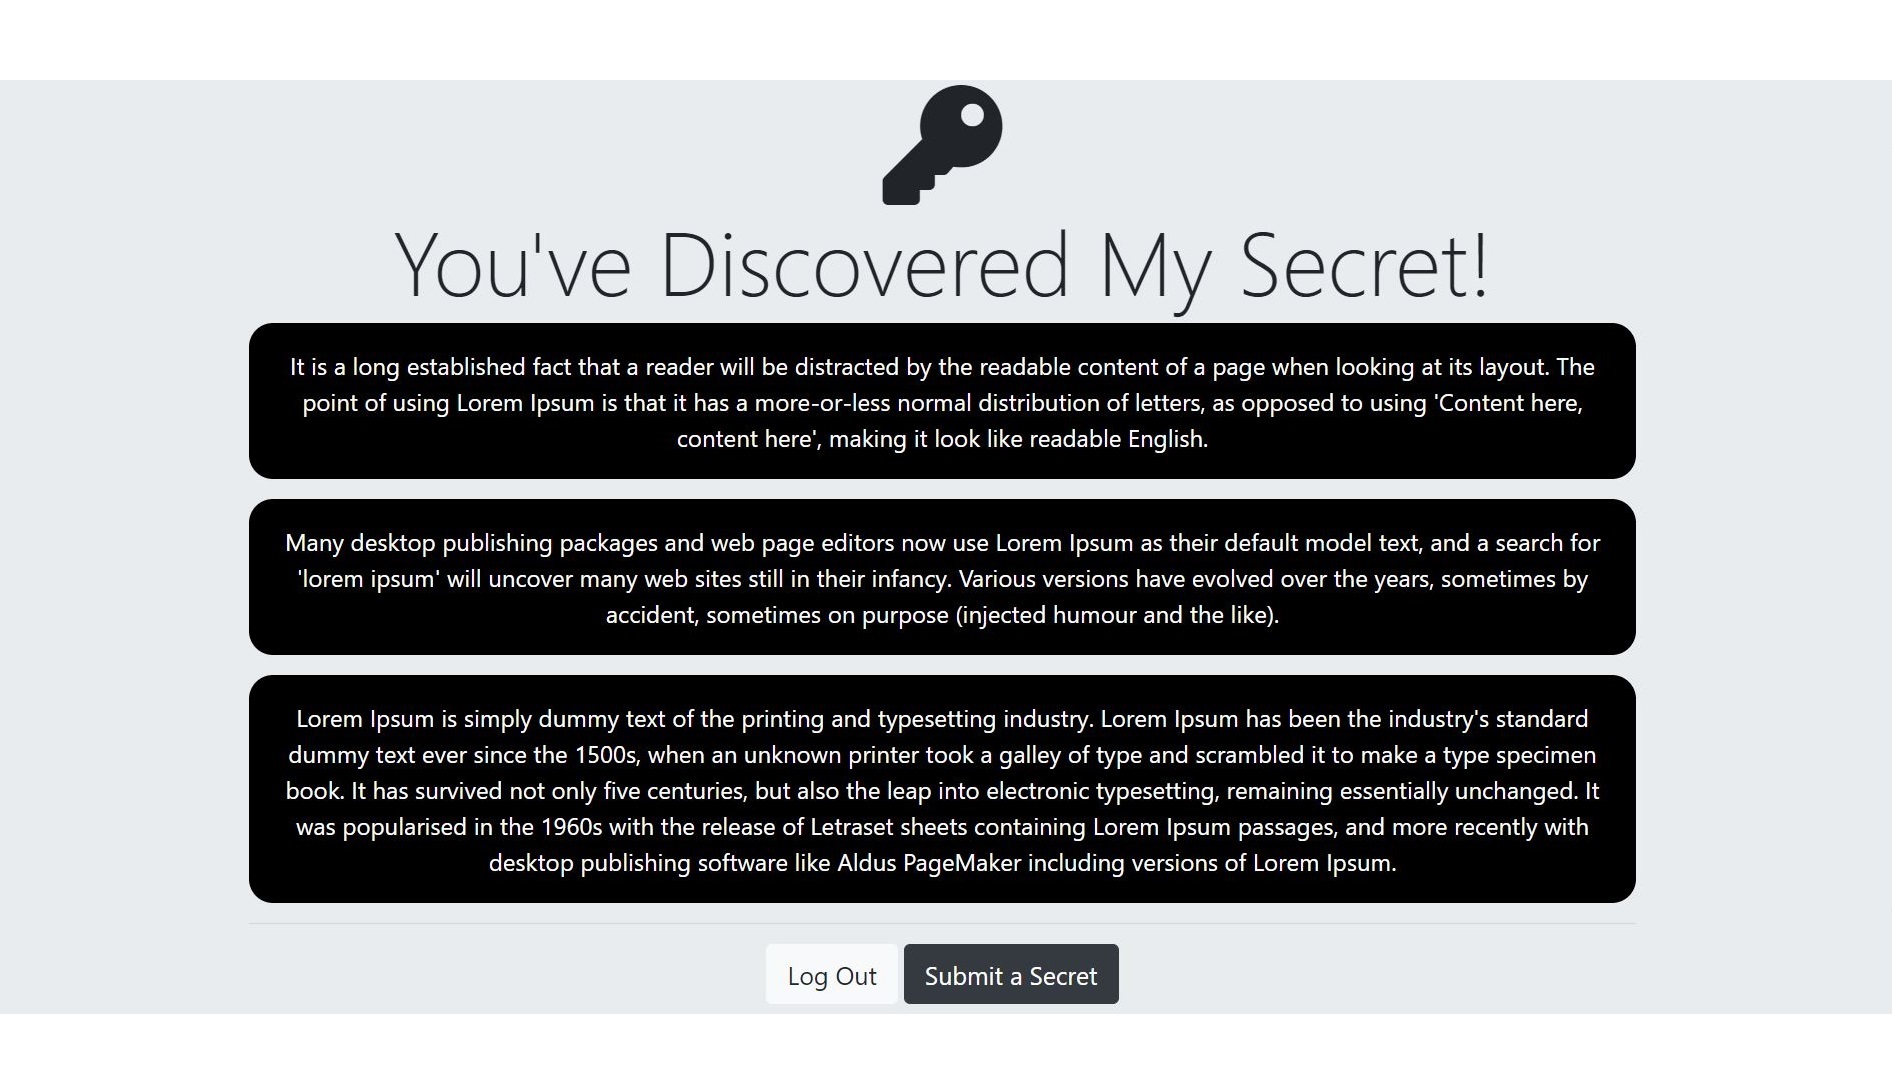 You've Discovered My Secret!
It is a long established fact that a reader will be distracted by the readable content of a page when looking at its layout. The
point of using Lorem Ipsum is that it has a more-or-less normal distribution of letters, as opposed to using 'Content here,
content here', making it look like readable English.
Many desktop publishing packages and web page editors now use Lorem Ipsum as their default model text, and a search for
'lorem ipsum' will uncover many web sites still in their infancy. Various versions have evolved over the years, sometimes by
accident, sometimes on purpose (injected humour and the like).
Lorem Ipsum is simply dummy text of the printing and typesetting industry. Lorem Ipsum has been the industry's standard
dummy text ever since the 1500s, when an unknown printer took a galley of type and scrambled it to make a type specimen
book. It has survived not only five centuries, but also the leap into electronic typesetting, remaining essentially unchanged. It
was popularised in the 1960s with the release of Letraset sheets containing Lorem Ipsum passages, and more recently with
desktop publishing software like Aldus PageMaker including versions of Lorem Ipsum.
Log Out Submit a Secret